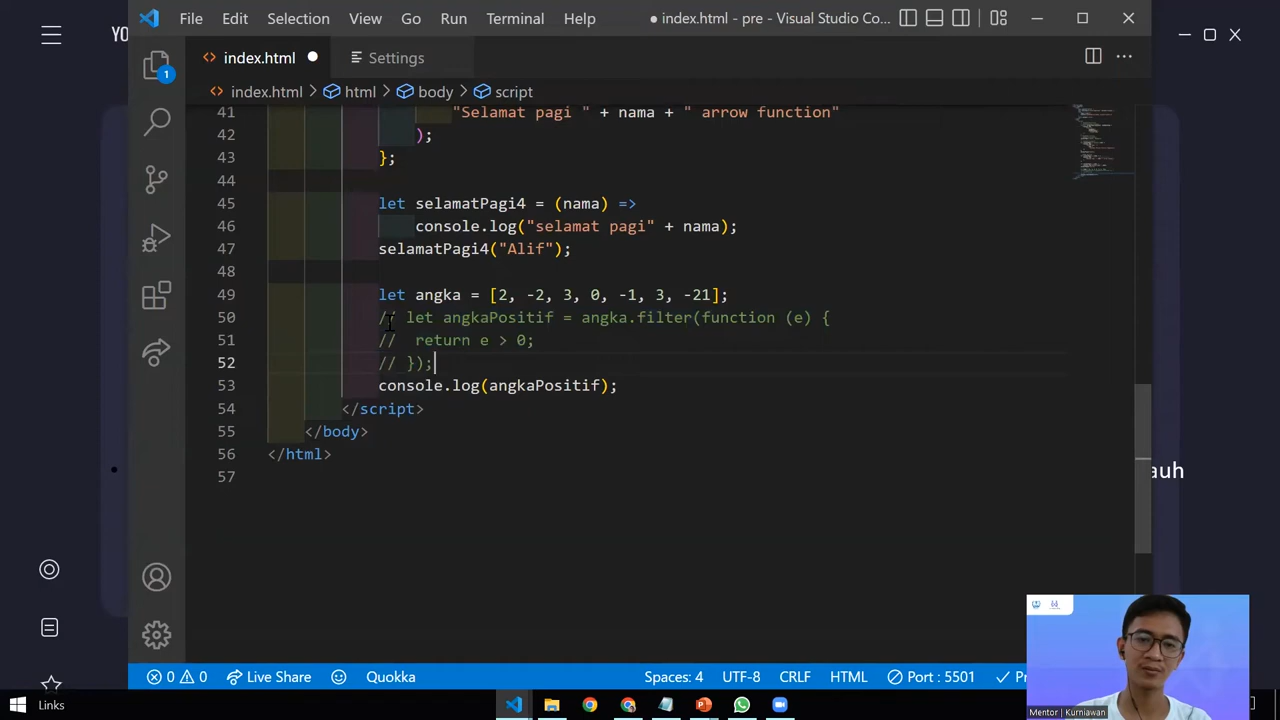 YO
File Edit Selection View Go Run Terminal Help
● index.html - pre - Visual Studio Co...
index.html ● Settings
index.html > html > body > script
41 "Selamat pagi " + nama + " arrow function"
42 );
43 };
44
45 let selamatPagi4 = (nama) =>
46 console.log("selamat pagi" + nama);
47 selamatPagi4("Alif");
48
49 let angka = [2, -2, 3, 0, -1, 3, -21];
50 // let angkaPositif = angka.filter(function (e) {
51 //  return e > 0;
52 // });
53 console.log(angkaPositif);
54 </script>
55 </body>
56 </html>
57
1
auh
0 0 Live Share Quokka Spaces: 4 UTF-8 CRLF HTML Port : 5501
Links
Mentor | Kurniawan